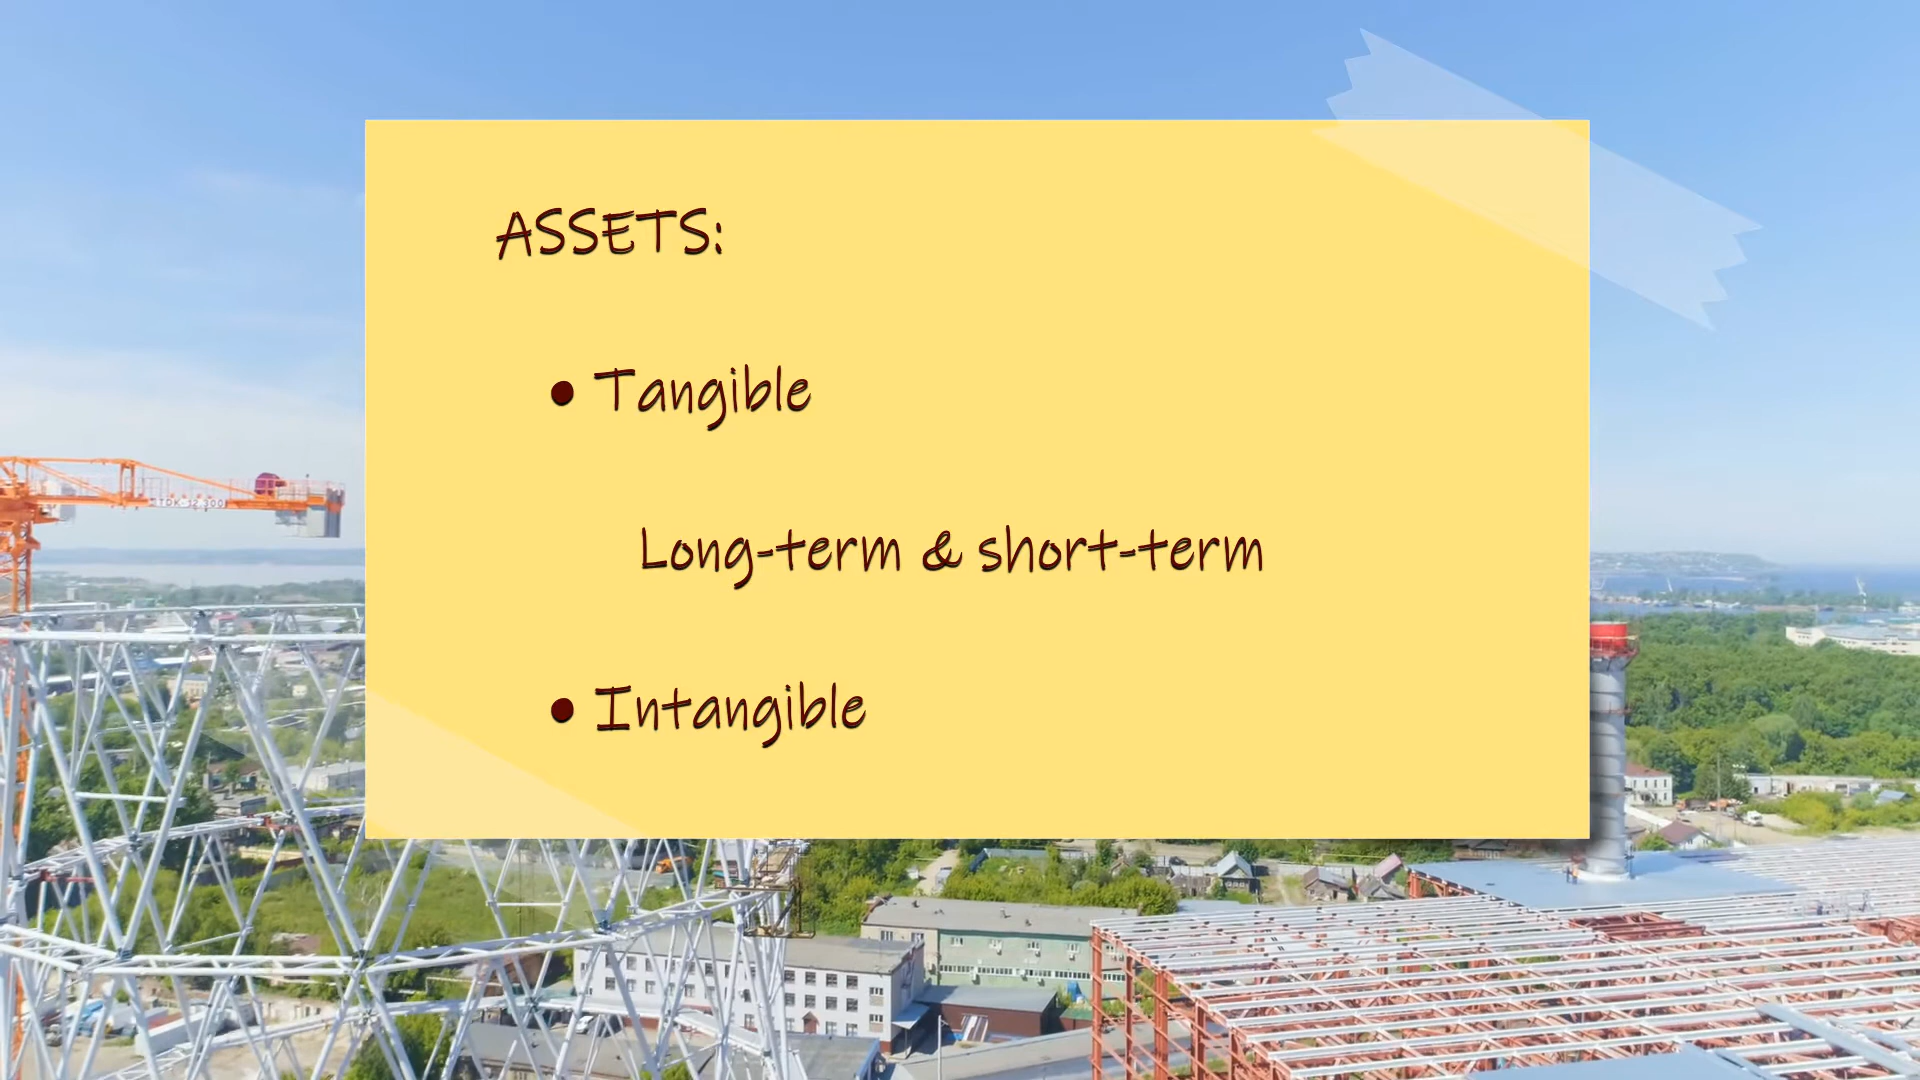 ASSETS:
• Tangible
Long-term & short-term
• Intangible